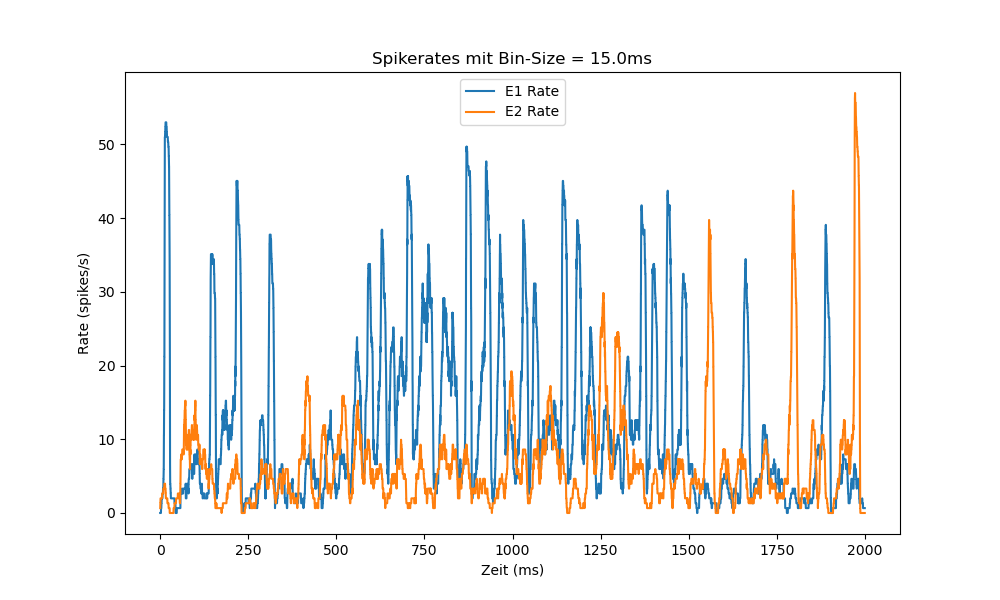 Spikerates mit Bin-Size = 15.0ms
E1 Rate
E2 Rate
50
40
30
20
10
0
Rate (spikes/s)
0 250 500 750 1000 1250 1500 1750 2000
Zeit (ms)